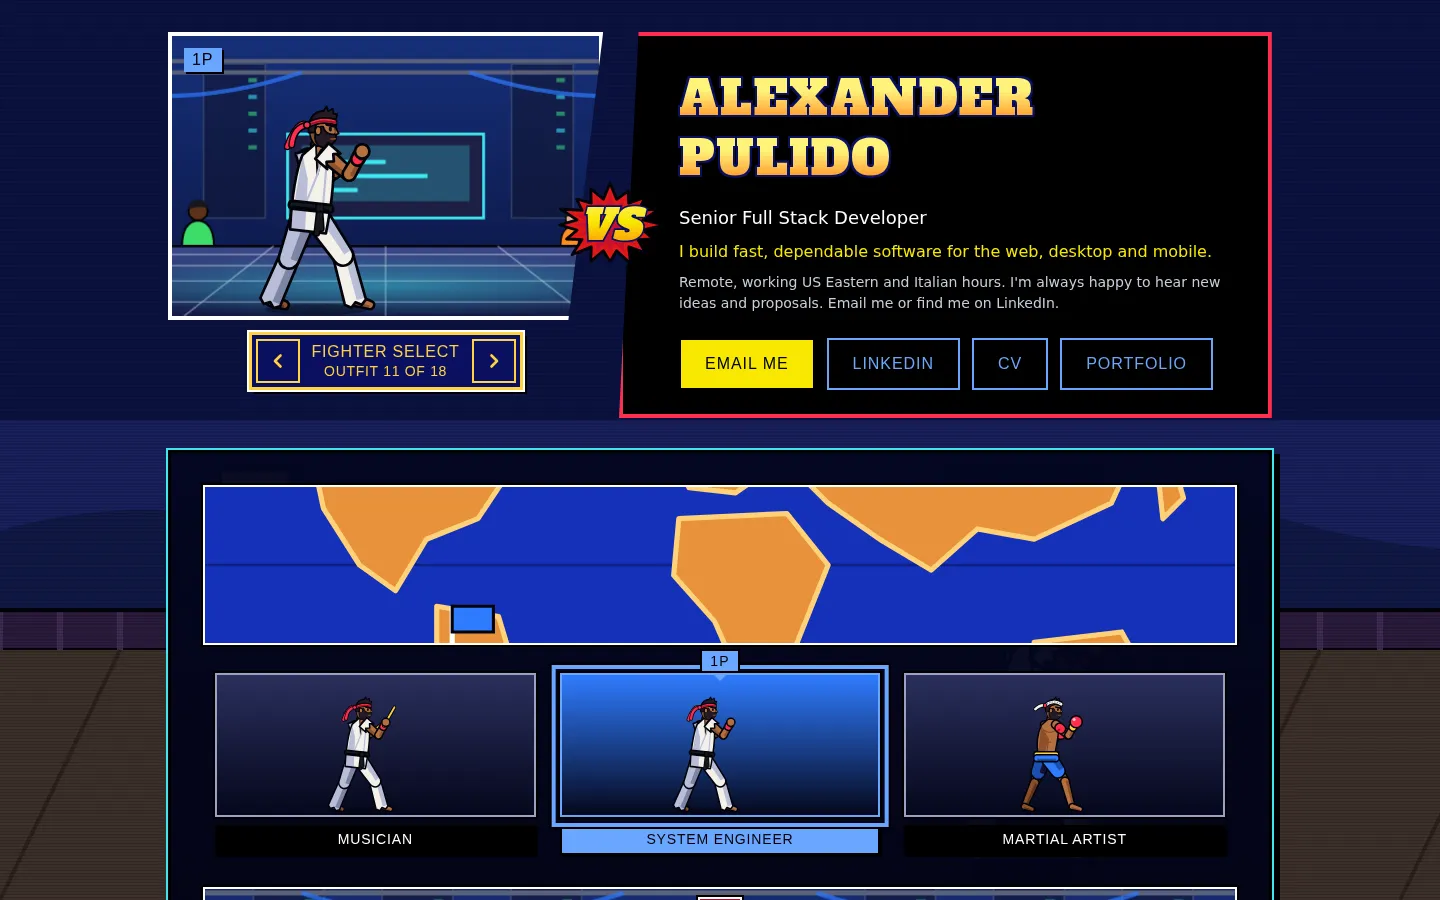 1P
ALEXANDER
PULIDO
VS
Senior Full Stack Developer
I build fast, dependable software for the web, desktop and mobile.
Remote, working US Eastern and Italian hours. I'm always happy to hear new
ideas and proposals. Email me or find me on LinkedIn.
FIGHTER SELECT
OUTFIT 11 OF 18
EMAIL ME
LINKEDIN
CV
PORTFOLIO
1P
MUSICIAN
SYSTEM ENGINEER
MARTIAL ARTIST